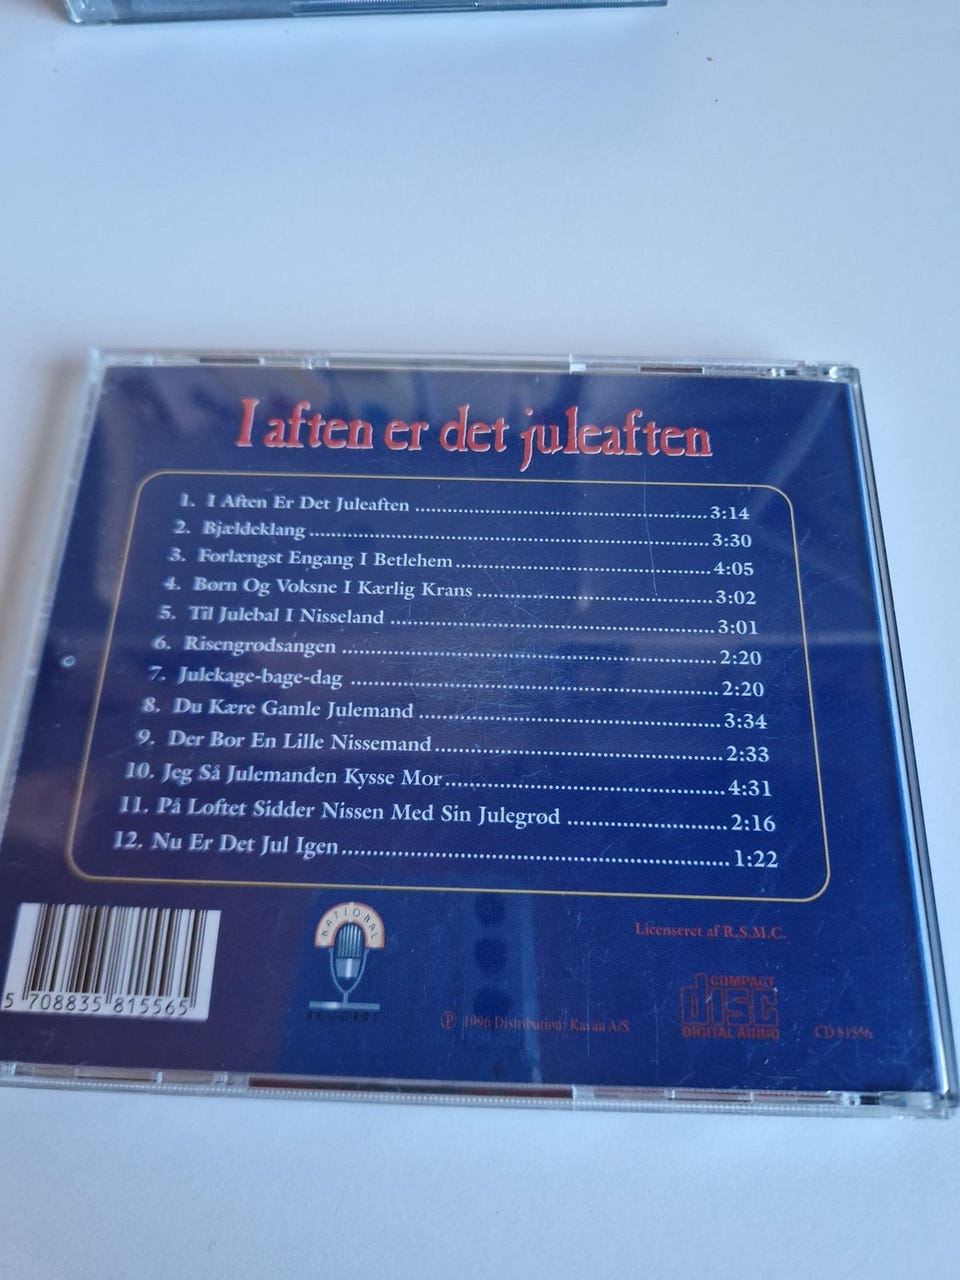 I aften er det juleaften
1. I Aften Er Det Juleaften 3:14
2. Bjældeklang 3:30
3. Forlængst Engang I Betlehem 4:05
4. Børn Og Voksne I Kærlig Krans 3:02
5. Til Julebal I Nisseland 3:01
6. Risengrødsangen 2:20
7. Julekage-bage-dag 2:20
8. Du Kære Gamle Julemand 3:34
9. Der Bor En Lille Nissemand 2:33
10. Jeg Så Julemanden Kysse Mor 4:31
11. På Loftet Sidder Nissen Med Sin Julegrød 2:16
12. Nu Er Det Jul Igen 1:22
5 708835 815565
NATIONAL
RECORDS
Licenseret af R.S.M.C.
℗ 1996 Distribution: Kavan A/S
COMPACT
disc
DIGITAL AUDIO
CD 81556